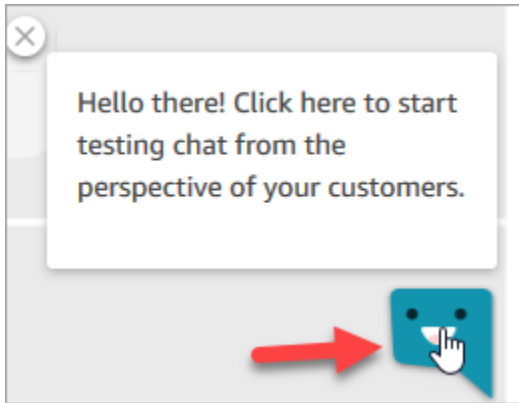 Hello there! Click here to start
testing chat from the
perspective of your customers.